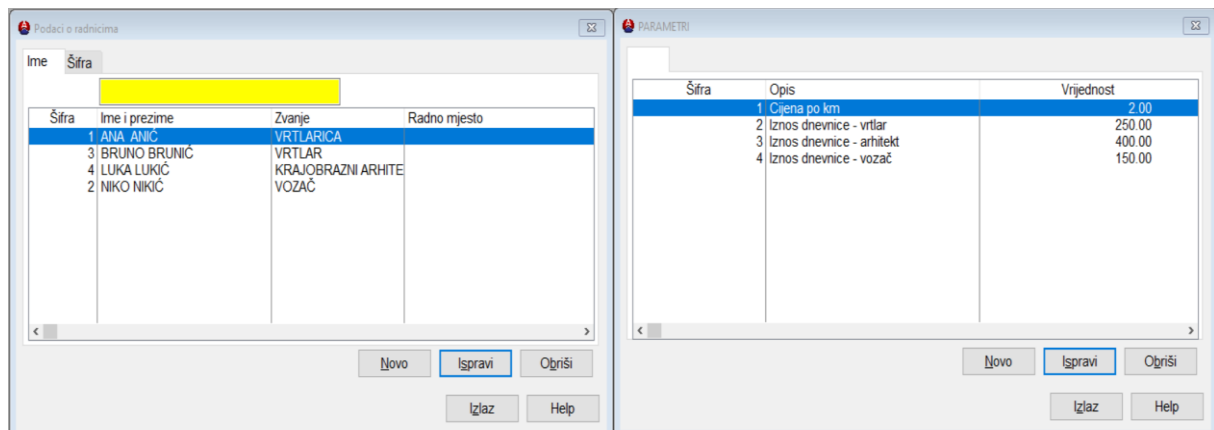 Podaci o radnicima
Ime Šifra
Šifra Ime i prezime Zvanje Radno mjesto
1 ANA ANIĆ VRTLARICA
3 BRUNO BRUNIĆ VRTLAR
4 LUKA LUKIĆ KRAJOBRAZNI ARHITE
2 NIKO NIKIĆ VOZAČ
Novo Ispravi Obriši
Izlaz Help
PARAMETRI
Šifra Opis Vrijednost
1 Cijena po km 2.00
2 Iznos dnevnice - vrtlar 250.00
3 Iznos dnevnice - arhitekt 400.00
4 Iznos dnevnice - vozač 150.00
Novo Ispravi Obriši
Izlaz Help